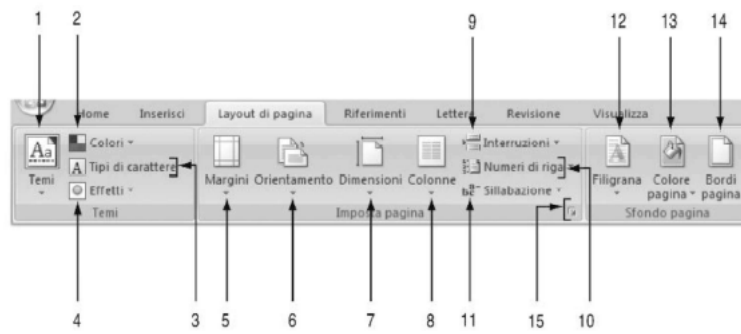 1 2 9 12 13 14
Home Inserisci Layout di pagina Riferimenti Lettere Revisione Visualizza
Aa Colori Interruzioni
A Tipi di carattere Numeri di riga
Temi Effetti Margini Orientamento Dimensioni Colonne Sillabazione Filigrana Colore pagina Bordi pagina
Temi Imposta pagina Sfondo pagina
4 3 5 6 7 8 11 15 10